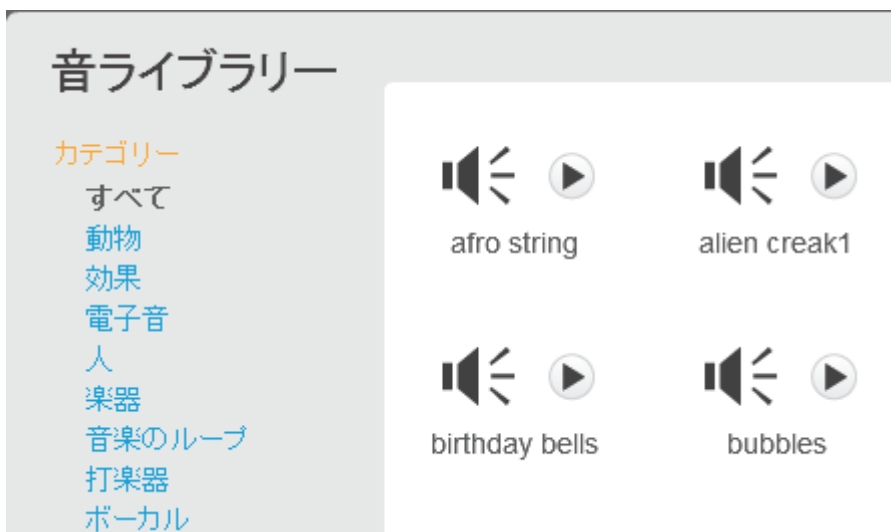 音ライブラリー
カテゴリー
すべて
動物
効果
電子音
人
楽器
音楽のループ
打楽器
ボーカル
afro string
alien creak1
birthday bells
bubbles